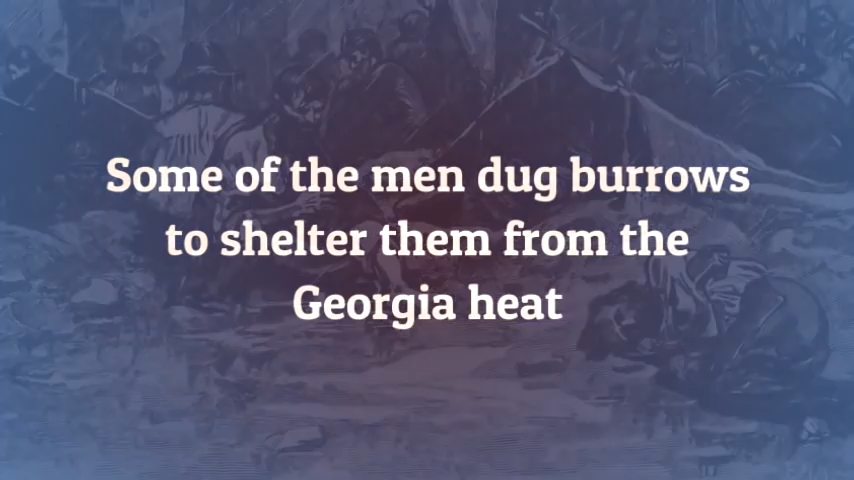 Some of the men dug burrows
to shelter them from the
Georgia heat